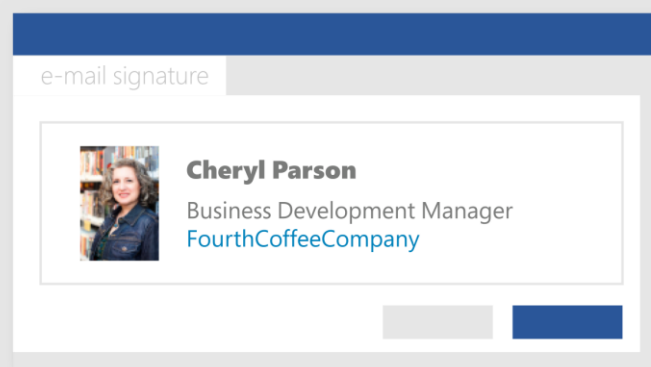 e-mail signature
Cheryl Parson
Business Development Manager
FourthCoffeeCompany